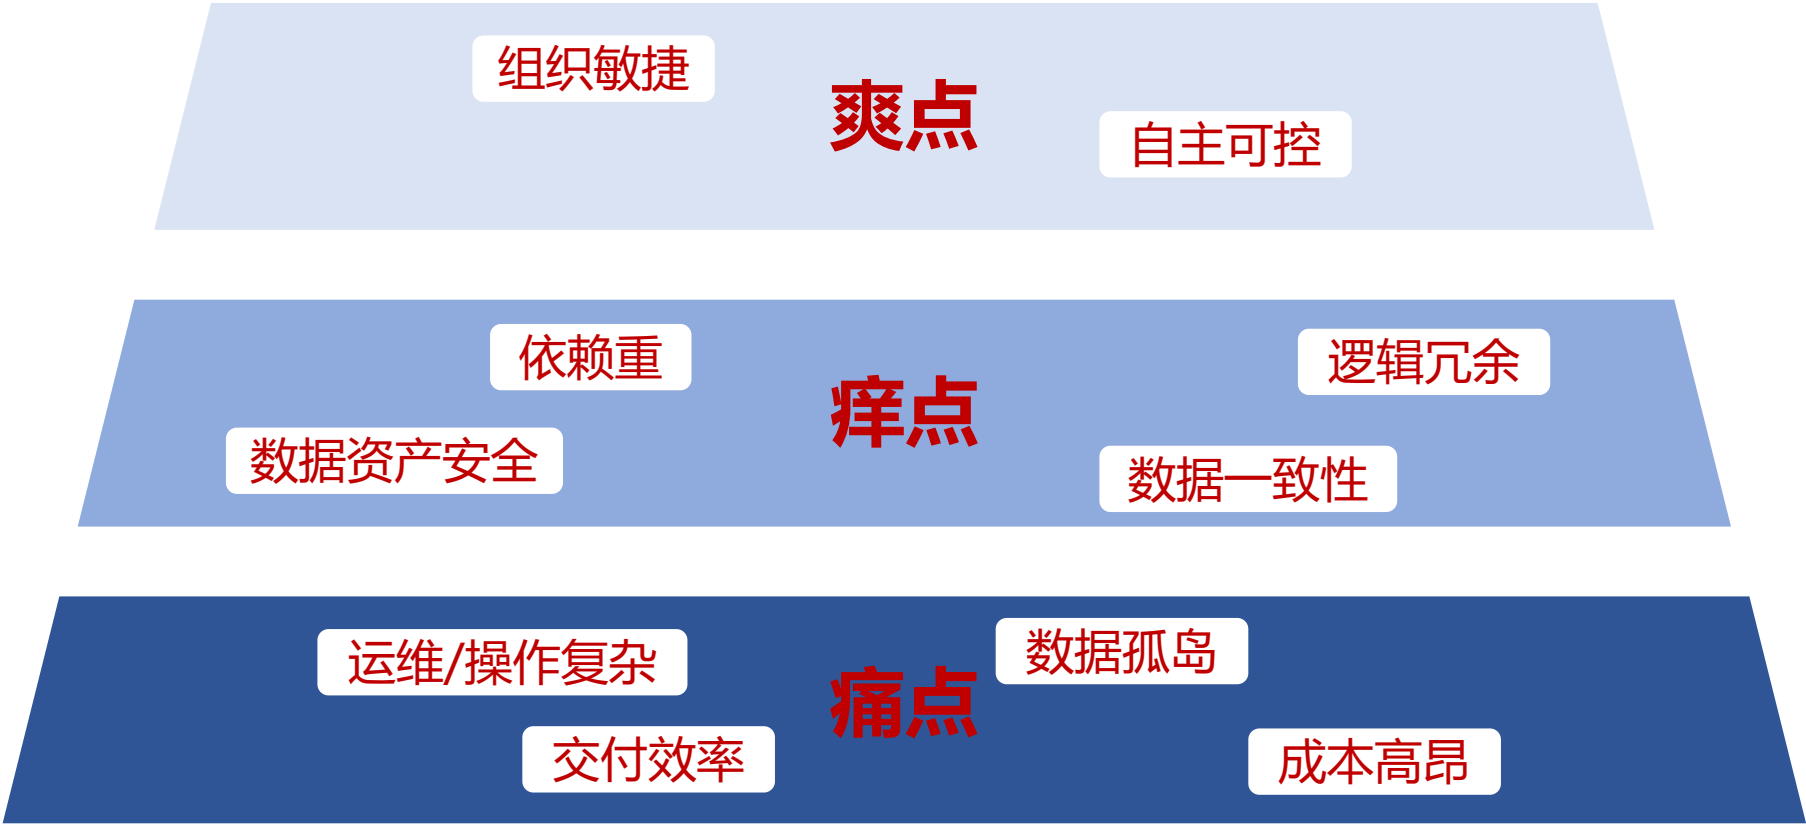 组织敏捷
爽点
自主可控
依赖重
逻辑冗余
痒点
数据资产安全
数据一致性
数据孤岛
运维/操作复杂
痛点
交付效率
成本高昂